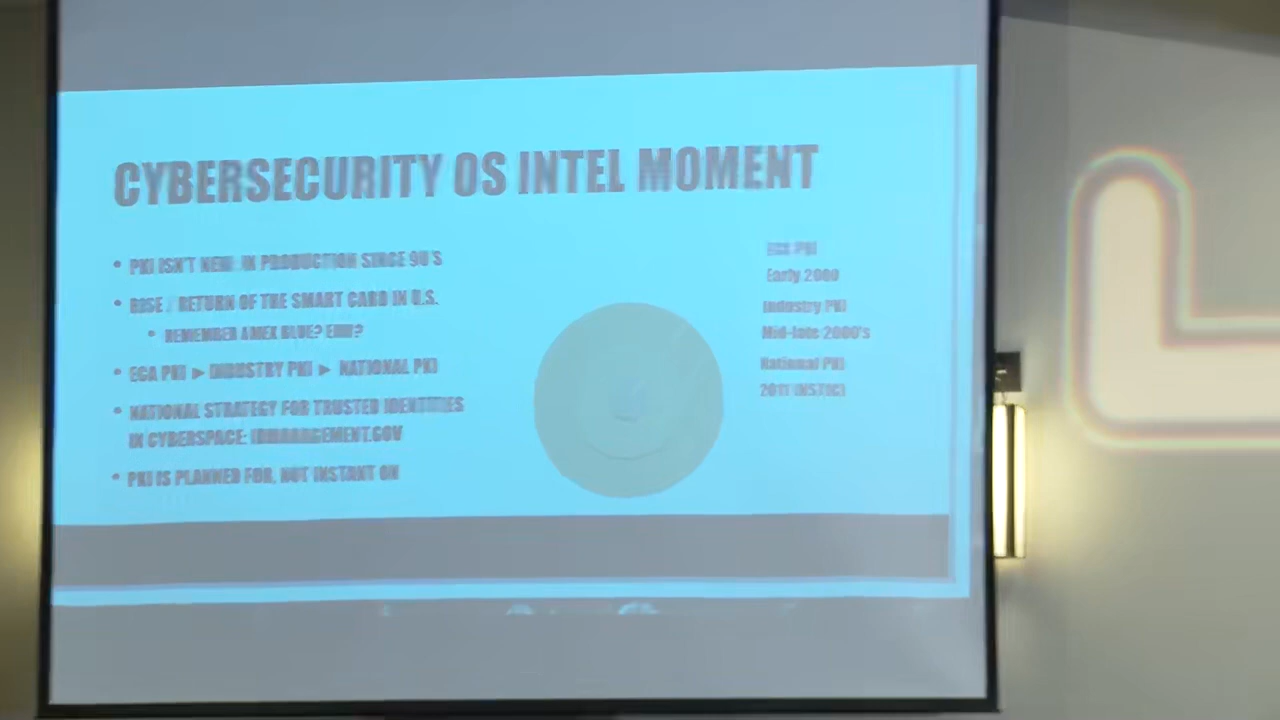 CYBERSECURITY OS INTEL MOMENT
• PKI ISN'T NEW: IN PRODUCTION SINCE 90'S
• RISE / RETURN OF THE SMART CARD IN U.S.
• REMEMBER AMEX BLUE? EMV?
• ECA PKI ► INDUSTRY PKI ► NATIONAL PKI
• NATIONAL STRATEGY FOR TRUSTED IDENTITIES
IN CYBERSPACE: IDMANAGEMENT.GOV
• PKI IS PLANNED FOR, NOT INSTANT ON
ECA PKI
Early 2000
Industry PKI
Mid-late 2000's
National PKI
2011 (NSTIC)